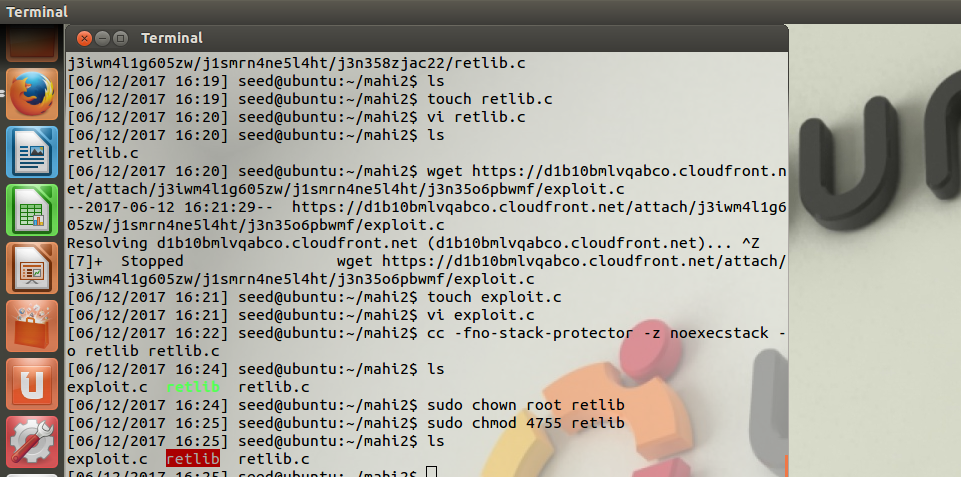 Terminal
Terminal
j3iwm4l1g605zw/j1smrn4ne5l4ht/j3n358zjac22/retlib.c
[06/12/2017 16:19] seed@ubuntu:~/mahi2$ ls
[06/12/2017 16:19] seed@ubuntu:~/mahi2$ touch retlib.c
[06/12/2017 16:20] seed@ubuntu:~/mahi2$ vi retlib.c
[06/12/2017 16:20] seed@ubuntu:~/mahi2$ ls
retlib.c
[06/12/2017 16:20] seed@ubuntu:~/mahi2$ wget https://d1b10bmlvqabco.cloudfront.n
et/attach/j3iwm4l1g605zw/j1smrn4ne5l4ht/j3n35o6pbwmf/exploit.c
--2017-06-12 16:21:29--  https://d1b10bmlvqabco.cloudfront.net/attach/j3iwm4l1g6
05zw/j1smrn4ne5l4ht/j3n35o6pbwmf/exploit.c
Resolving d1b10bmlvqabco.cloudfront.net (d1b10bmlvqabco.cloudfront.net)... ^Z
[7]+  Stopped                 wget https://d1b10bmlvqabco.cloudfront.net/attach/
j3iwm4l1g605zw/j1smrn4ne5l4ht/j3n35o6pbwmf/exploit.c
[06/12/2017 16:21] seed@ubuntu:~/mahi2$ touch exploit.c
[06/12/2017 16:21] seed@ubuntu:~/mahi2$ vi exploit.c
[06/12/2017 16:22] seed@ubuntu:~/mahi2$ cc -fno-stack-protector -z noexecstack -
o retlib retlib.c
[06/12/2017 16:24] seed@ubuntu:~/mahi2$ ls
exploit.c  retlib  retlib.c
[06/12/2017 16:24] seed@ubuntu:~/mahi2$ sudo chown root retlib
[06/12/2017 16:25] seed@ubuntu:~/mahi2$ sudo chmod 4755 retlib
[06/12/2017 16:25] seed@ubuntu:~/mahi2$ ls
exploit.c  retlib  retlib.c
[06/12/2017 16:25] seed@ubuntu:~/mahi2$